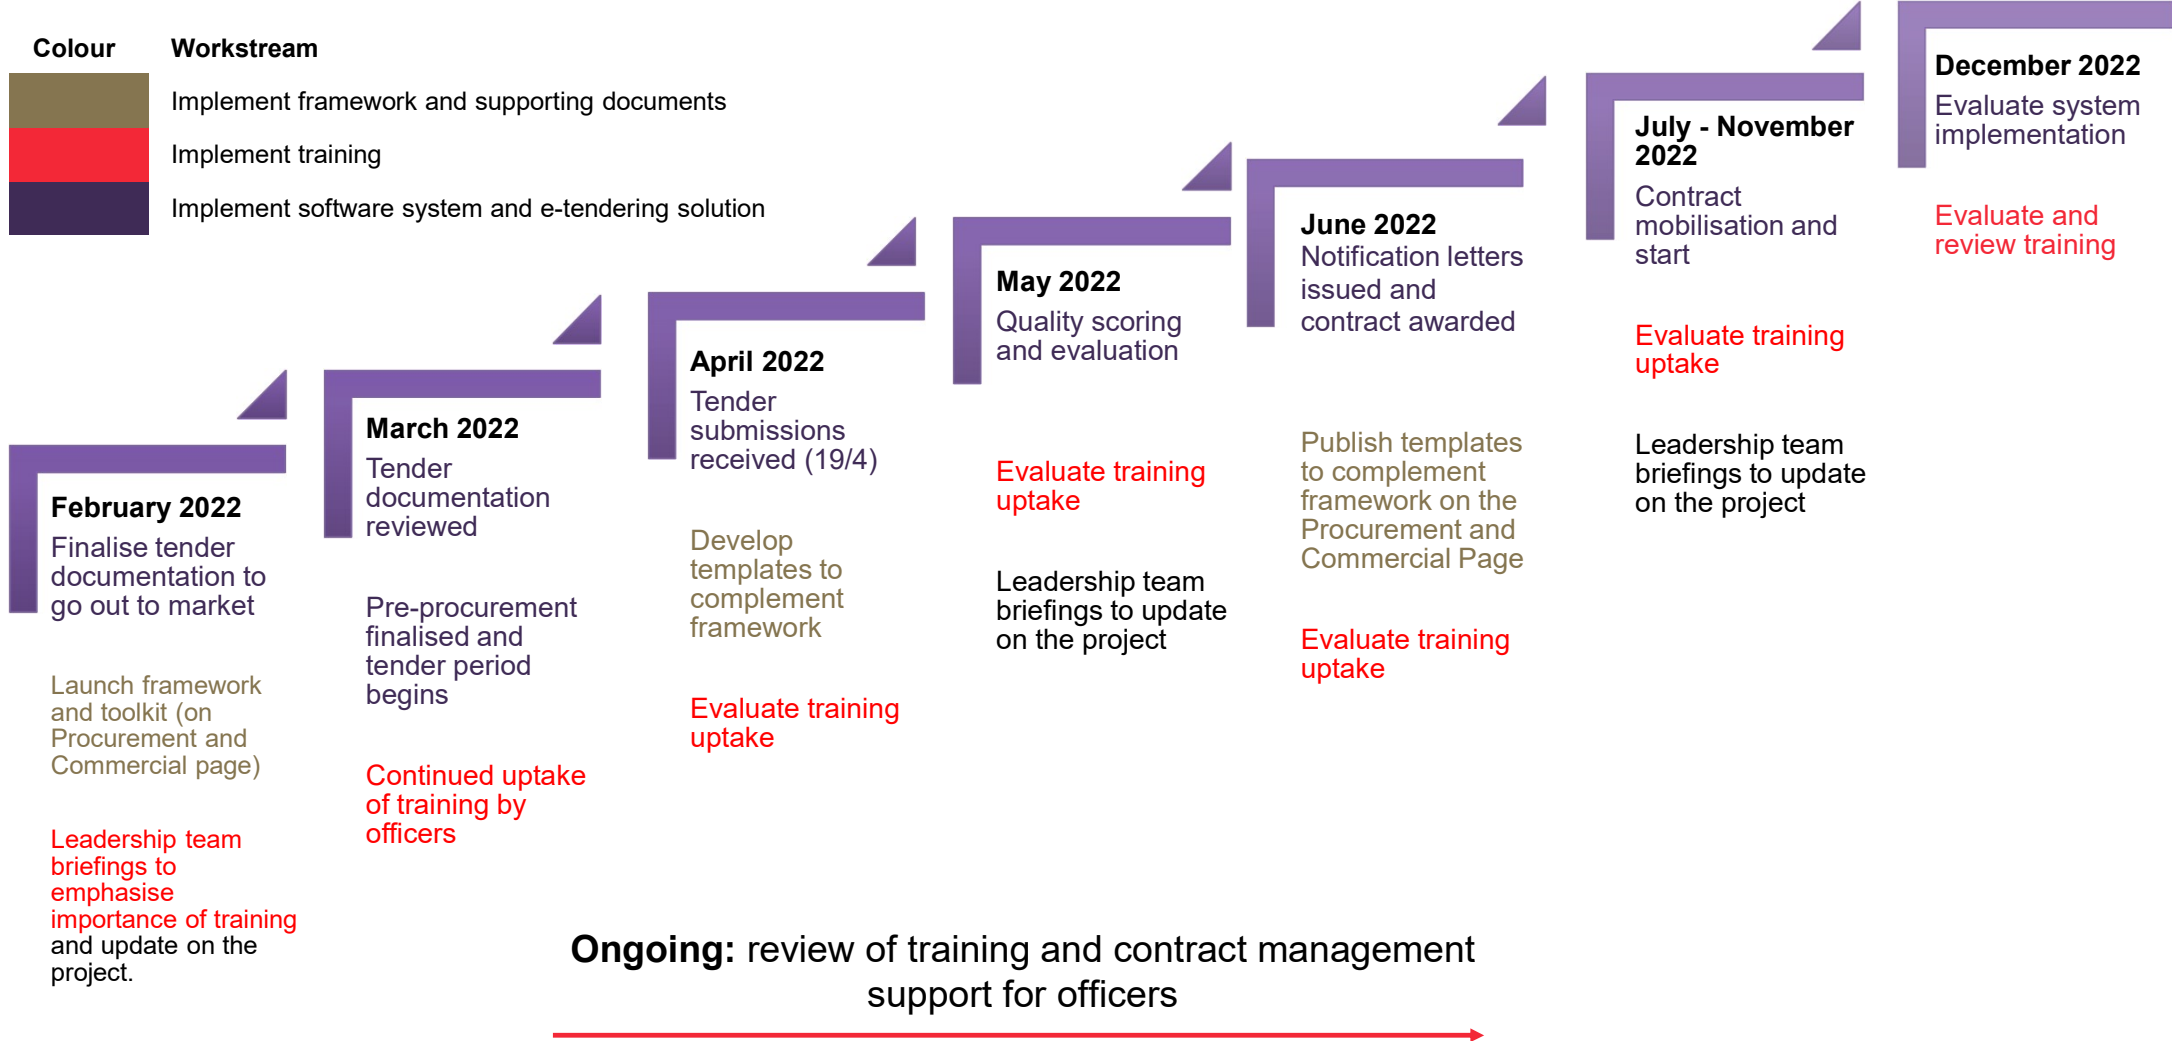 Colour Workstream
Implement framework and supporting documents
Implement training
Implement software system and e-tendering solution
February 2022
Finalise tender
documentation to
go out to market
Launch framework
and toolkit (on
Procurement and
Commercial page)
Leadership team
briefings to
emphasise
importance of training
and update on the
project.
March 2022
Tender
documentation
reviewed
Pre-procurement
finalised and
tender period
begins
Continued uptake
of training by
officers
April 2022
Tender
submissions
received (19/4)
Develop
templates to
complement
framework
Evaluate training
uptake
May 2022
Quality scoring
and evaluation
Evaluate training
uptake
Leadership team
briefings to update
on the project
June 2022
Notification letters
issued and
contract awarded
Publish templates
to complement
framework on the
Procurement and
Commercial Page
Evaluate training
uptake
July - November
2022
Contract
mobilisation and
start
Evaluate training
uptake
Leadership team
briefings to update
on the project
December 2022
Evaluate system
implementation
Evaluate and
review training
Ongoing: review of training and contract management
support for officers